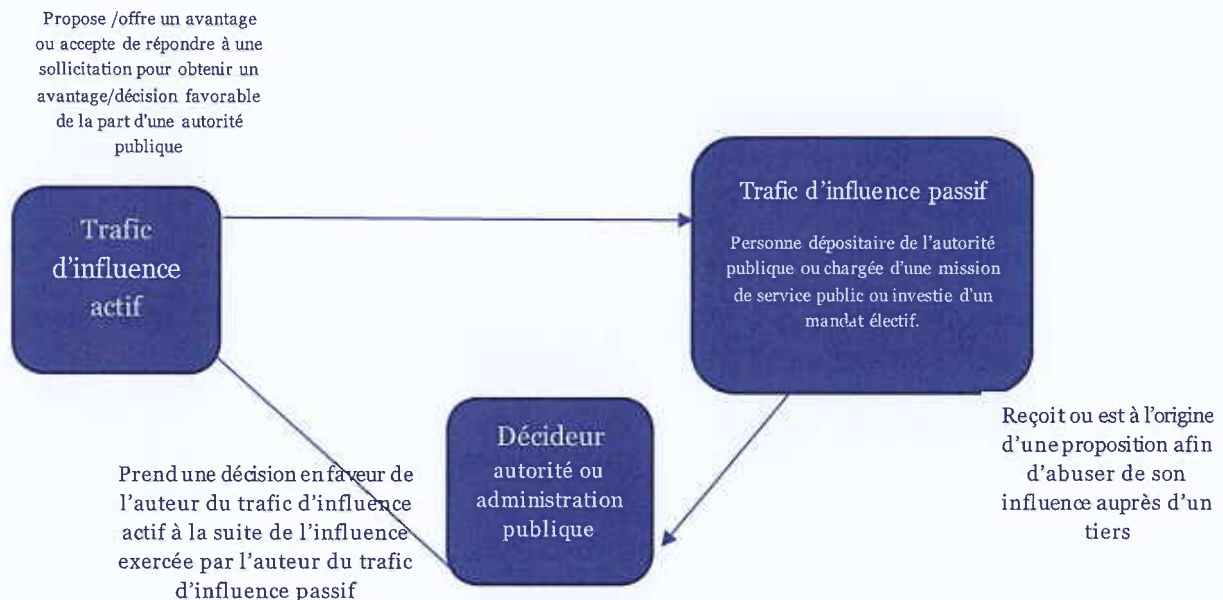 Propose /offre un avantage
ou accepte de répondre à une
sollicitation pour obtenir un
avantage/décision favorable
de la part d'une autorité
publique
Trafic
d'influence
actif
Trafic d'influence passif
Personne dépositaire de l'autorité
publique ou chargée d'une mission
de service public ou investie d'un
mandat électif.
Décideur
autorité ou
administration
publique
Prend une décision en faveur de
l'auteur du trafic d'influence
actif à la suite de l'influence
exercée par l'auteur du trafic
d'influence passif
Reçoit ou est à l'origine
d'une proposition afin
d'abuser de son
influence auprès d'un
tiers